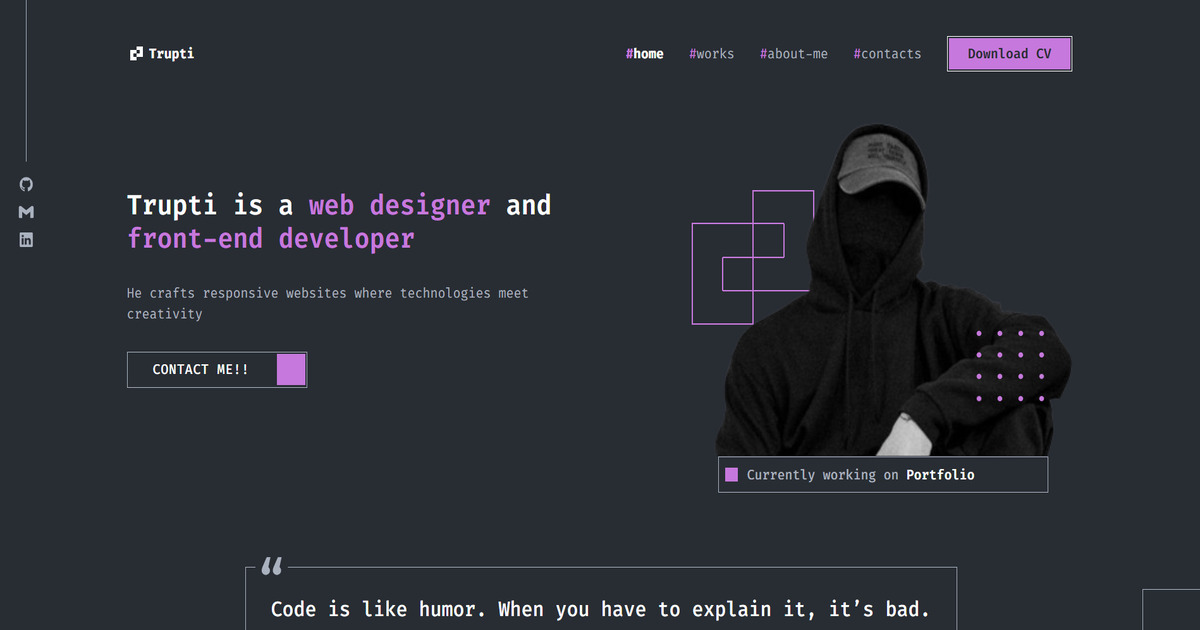 Trupti
#home #works #about-me #contacts Download CV
Trupti is a web designer and
front-end developer
He crafts responsive websites where technologies meet
creativity
CONTACT ME!!
Currently working on Portfolio
“
Code is like humor. When you have to explain it, it’s bad.